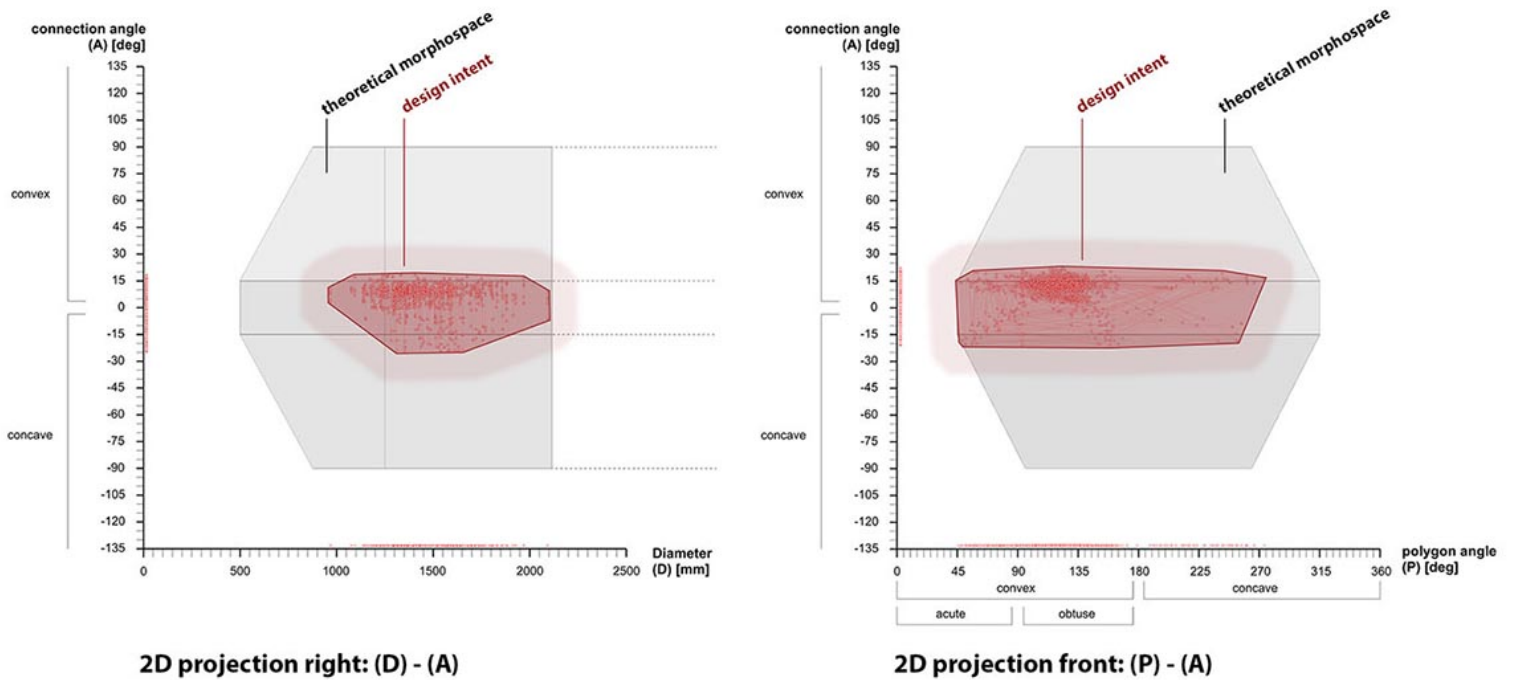 connection angle
(A) [deg]
theoretical morphospace
design intent
135
120
105
90
75
60
45
30
15
0
-15
-30
-45
-60
-75
-90
-105
-120
-135
convex
concave
0 500 1000 1500 2000 2500
Diameter
(D) [mm]
2D projection right: (D) - (A)
connection angle
(A) [deg]
design intent
theoretical morphospace
135
120
105
90
75
60
45
30
15
0
-15
-30
-45
-60
-75
-90
-105
-120
-135
convex
concave
0 45 90 135 180 225 270 315 360
polygon angle
(P) [deg]
convex concave
acute obtuse
2D projection front: (P) - (A)